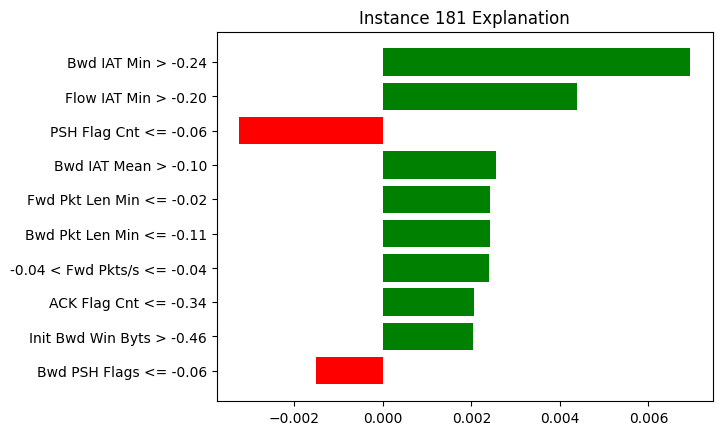 Instance 181 Explanation
Bwd IAT Min > -0.24
Flow IAT Min > -0.20
PSH Flag Cnt <= -0.06
Bwd IAT Mean > -0.10
Fwd Pkt Len Min <= -0.02
Bwd Pkt Len Min <= -0.11
-0.04 < Fwd Pkts/s <= -0.04
ACK Flag Cnt <= -0.34
Init Bwd Win Byts > -0.46
Bwd PSH Flags <= -0.06
−0.002 0.000 0.002 0.004 0.006